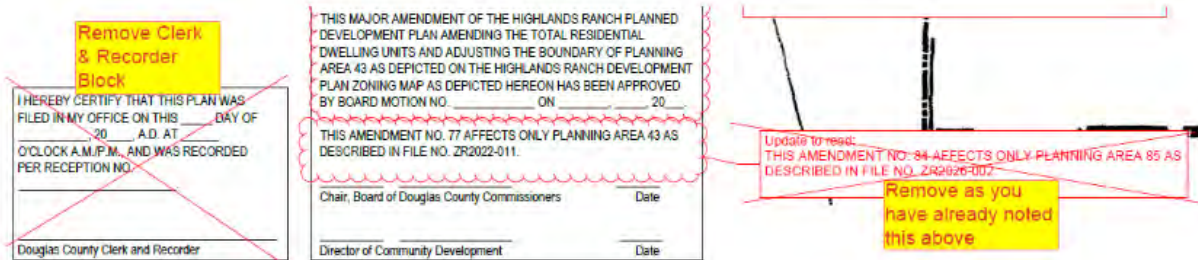 Remove Clerk
& Recorder
Block
I HEREBY CERTIFY THAT THIS PLAN WAS
FILED IN MY OFFICE ON THIS ____ DAY OF
__________, 20____, A.D. AT ________
O'CLOCK A.M./P.M., AND WAS RECORDED
PER RECEPTION NO.
Douglas County Clerk and Recorder
THIS MAJOR AMENDMENT OF THE HIGHLANDS RANCH PLANNED
DEVELOPMENT PLAN AMENDING THE TOTAL RESIDENTIAL
DWELLING UNITS AND ADJUSTING THE BOUNDARY OF PLANNING
AREA 43 AS DEPICTED ON THE HIGHLANDS RANCH DEVELOPMENT
PLAN ZONING MAP AS DEPICTED HEREON HAS BEEN APPROVED
BY BOARD MOTION NO. ____________ ON ________, _____, 20___.
THIS AMENDMENT NO. 77 AFFECTS ONLY PLANNING AREA 43 AS
DESCRIBED IN FILE NO. ZR2022-011.
Chair, Board of Douglas County Commissioners Date
Director of Community Development Date
Update to read:
THIS AMENDMENT NO. 84 AFFECTS ONLY PLANNING AREA 85 AS
DESCRIBED IN FILE NO. ZR2026-002.
Remove as you
have already noted
this above